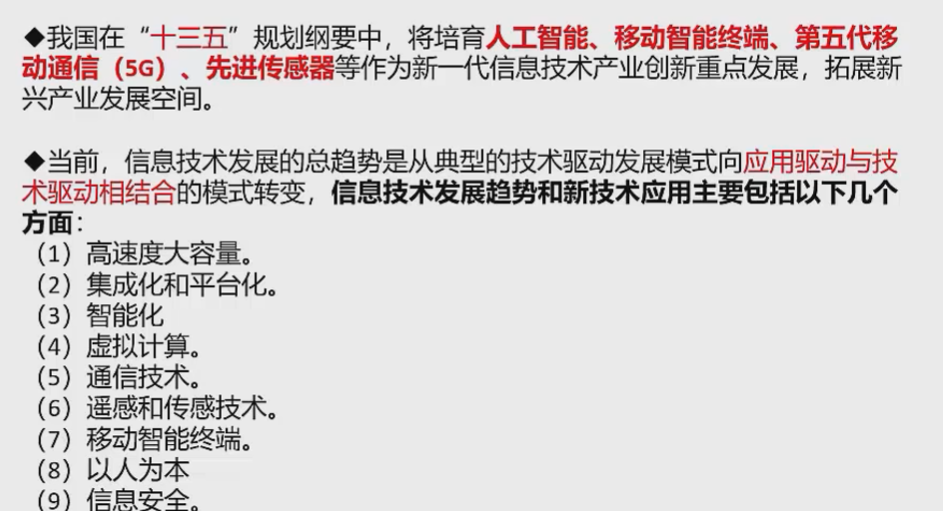 ◆我国在“十三五”规划纲要中，将培育人工智能、移动智能终端、第五代移
动通信（5G）、先进传感器等作为新一代信息技术产业创新重点发展，拓展新
兴产业发展空间。
◆当前，信息技术发展的总趋势是从典型的技术驱动发展模式向应用驱动与技
术驱动相结合的模式转变，信息技术发展趋势和新技术应用主要包括以下几个
方面：
（1）高速度大容量。
（2）集成化和平台化。
（3）智能化
（4）虚拟计算。
（5）通信技术。
（6）遥感和传感技术。
（7）移动智能终端。
（8）以人为本
（9）信息安全。